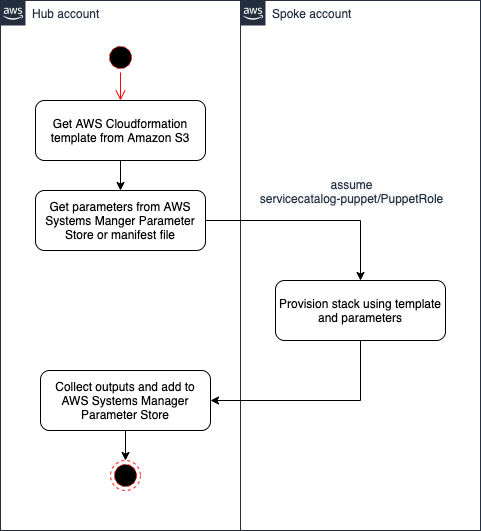 aws Hub account
aws Spoke account
Get AWS Cloudformation
template from Amazon S3
Get parameters from AWS
Systems Manger Parameter
Store or manifest file
assume
servicecatalog-puppet/PuppetRole
Provision stack using template
and parameters
Collect outputs and add to
AWS Systems Manager
Parameter Store